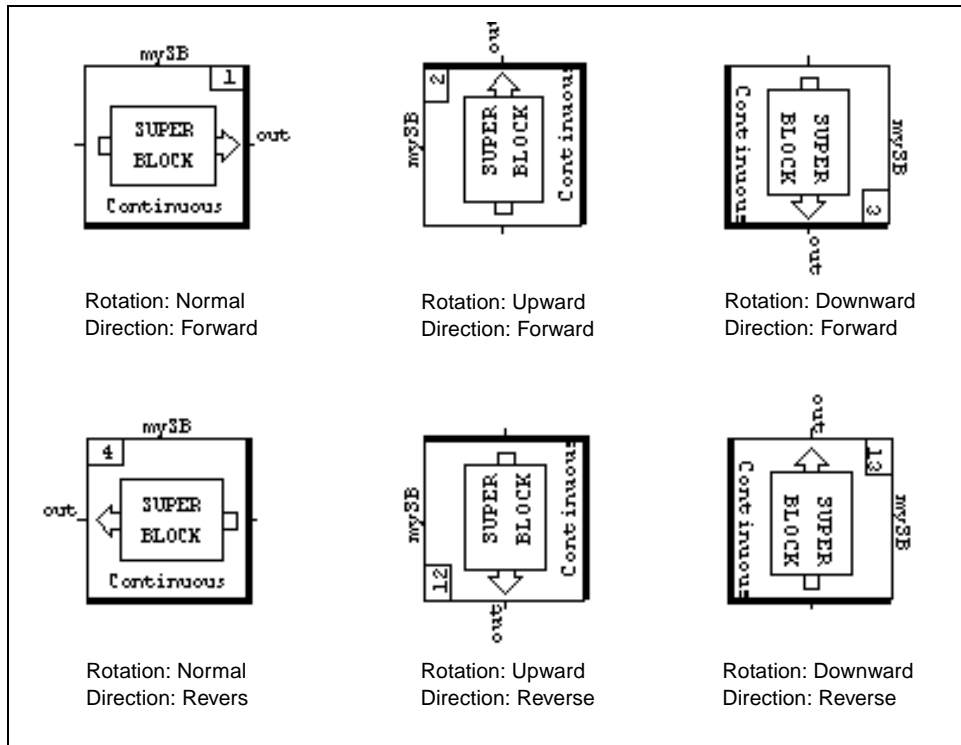 mySB
1
SUPER
BLOCK
out
Continuous
Rotation: Normal
Direction: Forward
out
2
mySB
SUPER
BLOCK
Continuous
Rotation: Upward
Direction: Forward
Continuous
SUPER
BLOCK
mySB
3
out
Rotation: Downward
Direction: Forward
mySB
4
out
SUPER
BLOCK
Continuous
Rotation: Normal
Direction: Revers
mySB
SUPER
BLOCK
Continuous
12
out
Rotation: Upward
Direction: Reverse
out
13
Continuous
SUPER
BLOCK
mySB
Rotation: Downward
Direction: Reverse